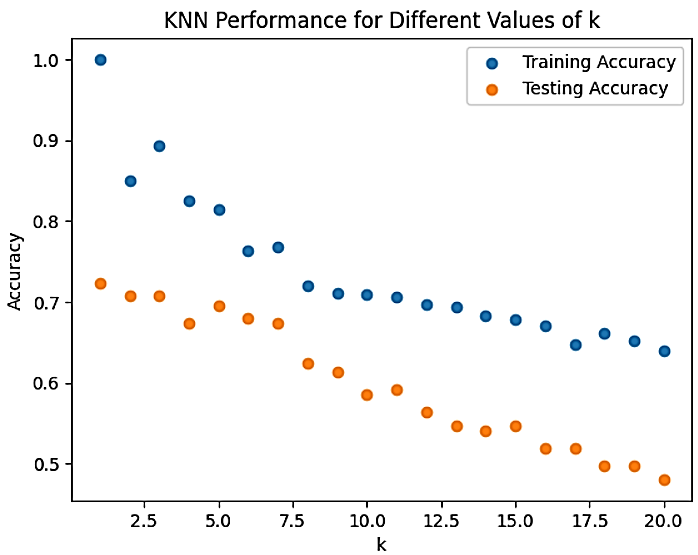 KNN Performance for Different Values of k
Training Accuracy
Testing Accuracy
1.0
0.9
0.8
0.7
0.6
0.5
Accuracy
2.5 5.0 7.5 10.0 12.5 15.0 17.5 20.0
k